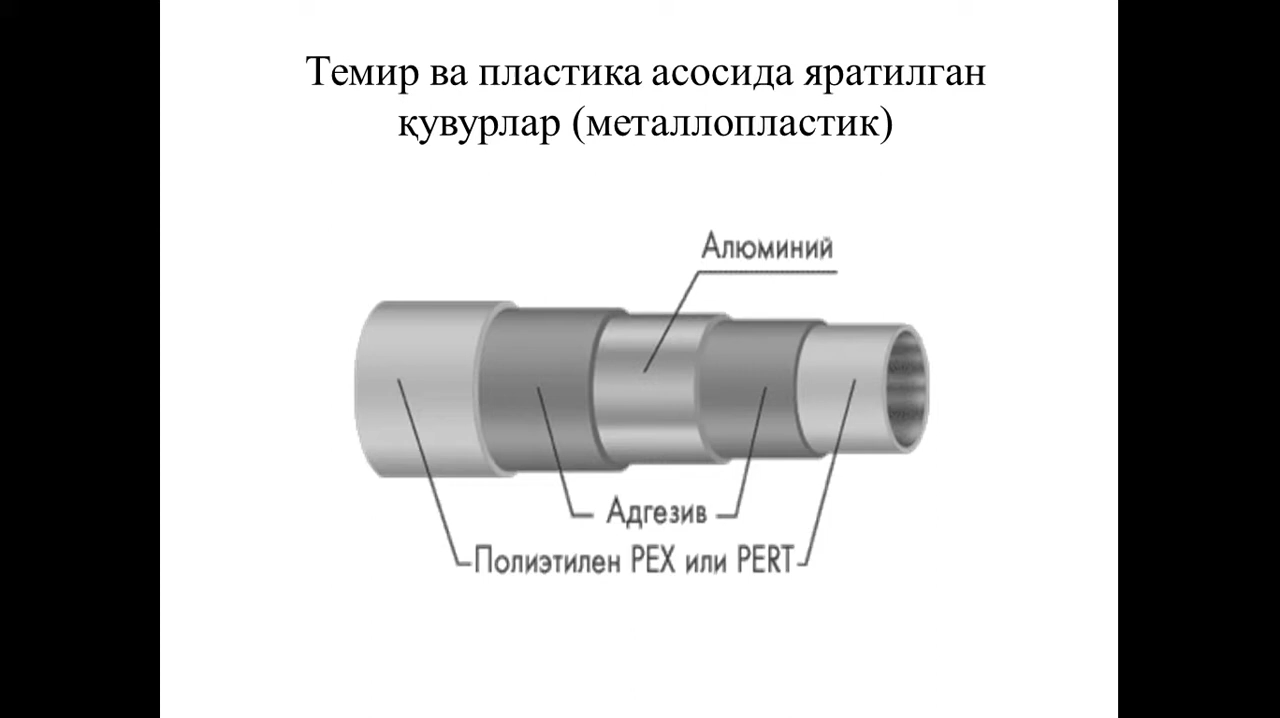 Темир ва пластика асосида яратилган
қувурлар (металлопластик)
Алюминий
Адгезив
Полиэтилен PEX или PERT